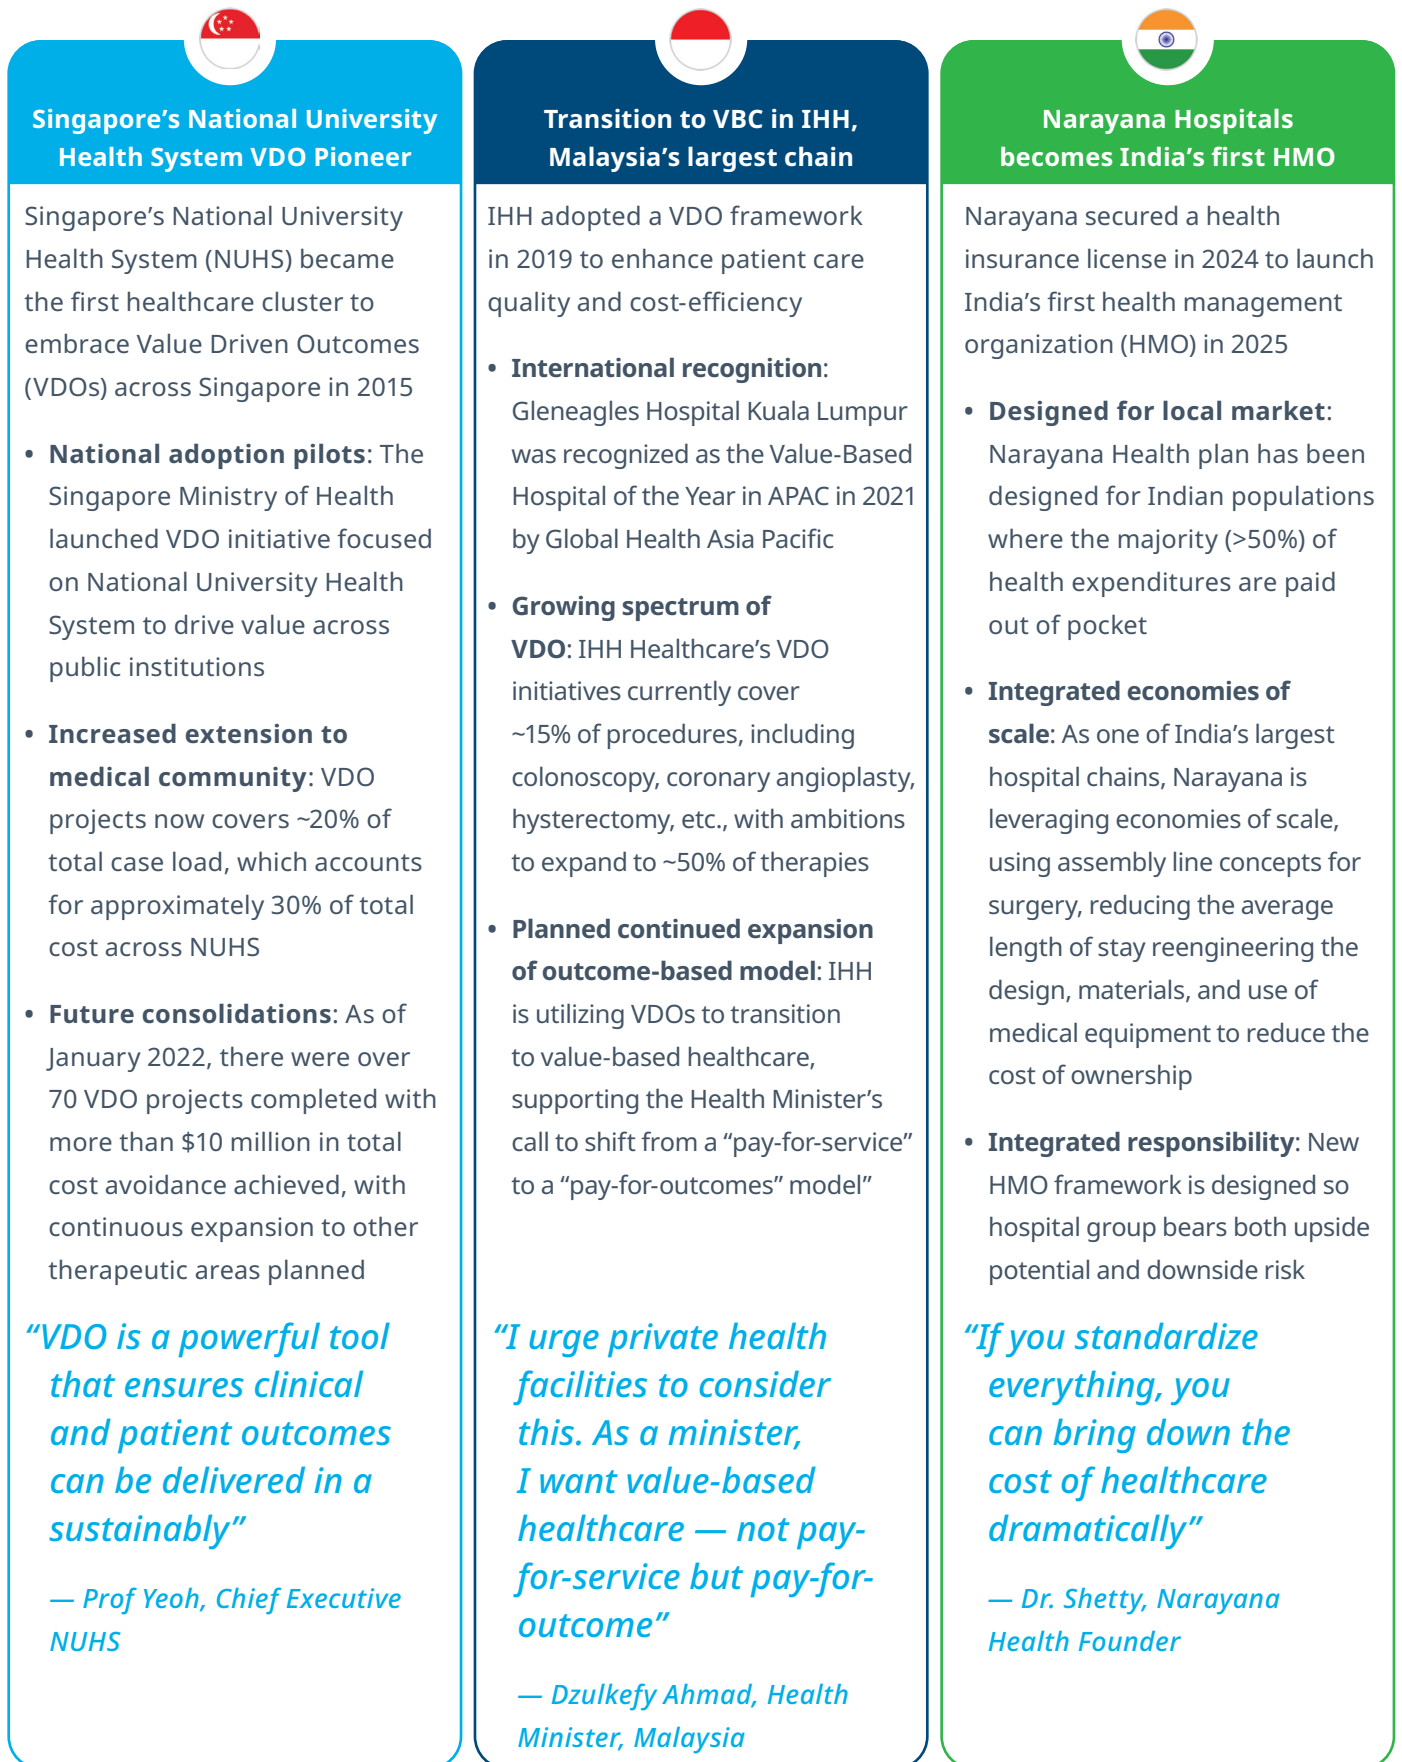 Singapore’s National University
Health System VDO Pioneer
Singapore’s National University
Health System (NUHS) became
the first healthcare cluster to
embrace Value Driven Outcomes
(VDOs) across Singapore in 2015
• National adoption pilots: The
Singapore Ministry of Health
launched VDO initiative focused
on National University Health
System to drive value across
public institutions
• Increased extension to
medical community: VDO
projects now covers ~20% of
total case load, which accounts
for approximately 30% of total
cost across NUHS
• Future consolidations: As of
January 2022, there were over
70 VDO projects completed with
more than $10 million in total
cost avoidance achieved, with
continuous expansion to other
therapeutic areas planned
“VDO is a powerful tool
that ensures clinical
and patient outcomes
can be delivered in a
sustainably”
— Prof Yeoh, Chief Executive
NUHS
Transition to VBC in IHH,
Malaysia’s largest chain
IHH adopted a VDO framework
in 2019 to enhance patient care
quality and cost-efficiency
• International recognition:
Gleneagles Hospital Kuala Lumpur
was recognized as the Value-Based
Hospital of the Year in APAC in 2021
by Global Health Asia Pacific
• Growing spectrum of
VDO: IHH Healthcare’s VDO
initiatives currently cover
~15% of procedures, including
colonoscopy, coronary angioplasty,
hysterectomy, etc., with ambitions
to expand to ~50% of therapies
• Planned continued expansion
of outcome-based model: IHH
is utilizing VDOs to transition
to value-based healthcare,
supporting the Health Minister’s
call to shift from a “pay-for-service”
to a “pay-for-outcomes” model”
“I urge private health
facilities to consider
this. As a minister,
I want value-based
healthcare — not pay-
for-service but pay-for-
outcome”
— Dzulkefy Ahmad, Health
Minister, Malaysia
Narayana Hospitals
becomes India’s first HMO
Narayana secured a health
insurance license in 2024 to launch
India’s first health management
organization (HMO) in 2025
• Designed for local market:
Narayana Health plan has been
designed for Indian populations
where the majority (>50%) of
health expenditures are paid
out of pocket
• Integrated economies of
scale: As one of India’s largest
hospital chains, Narayana is
leveraging economies of scale,
using assembly line concepts for
surgery, reducing the average
length of stay reengineering the
design, materials, and use of
medical equipment to reduce the
cost of ownership
• Integrated responsibility: New
HMO framework is designed so
hospital group bears both upside
potential and downside risk
“If you standardize
everything, you
can bring down the
cost of healthcare
dramatically”
— Dr. Shetty, Narayana
Health Founder